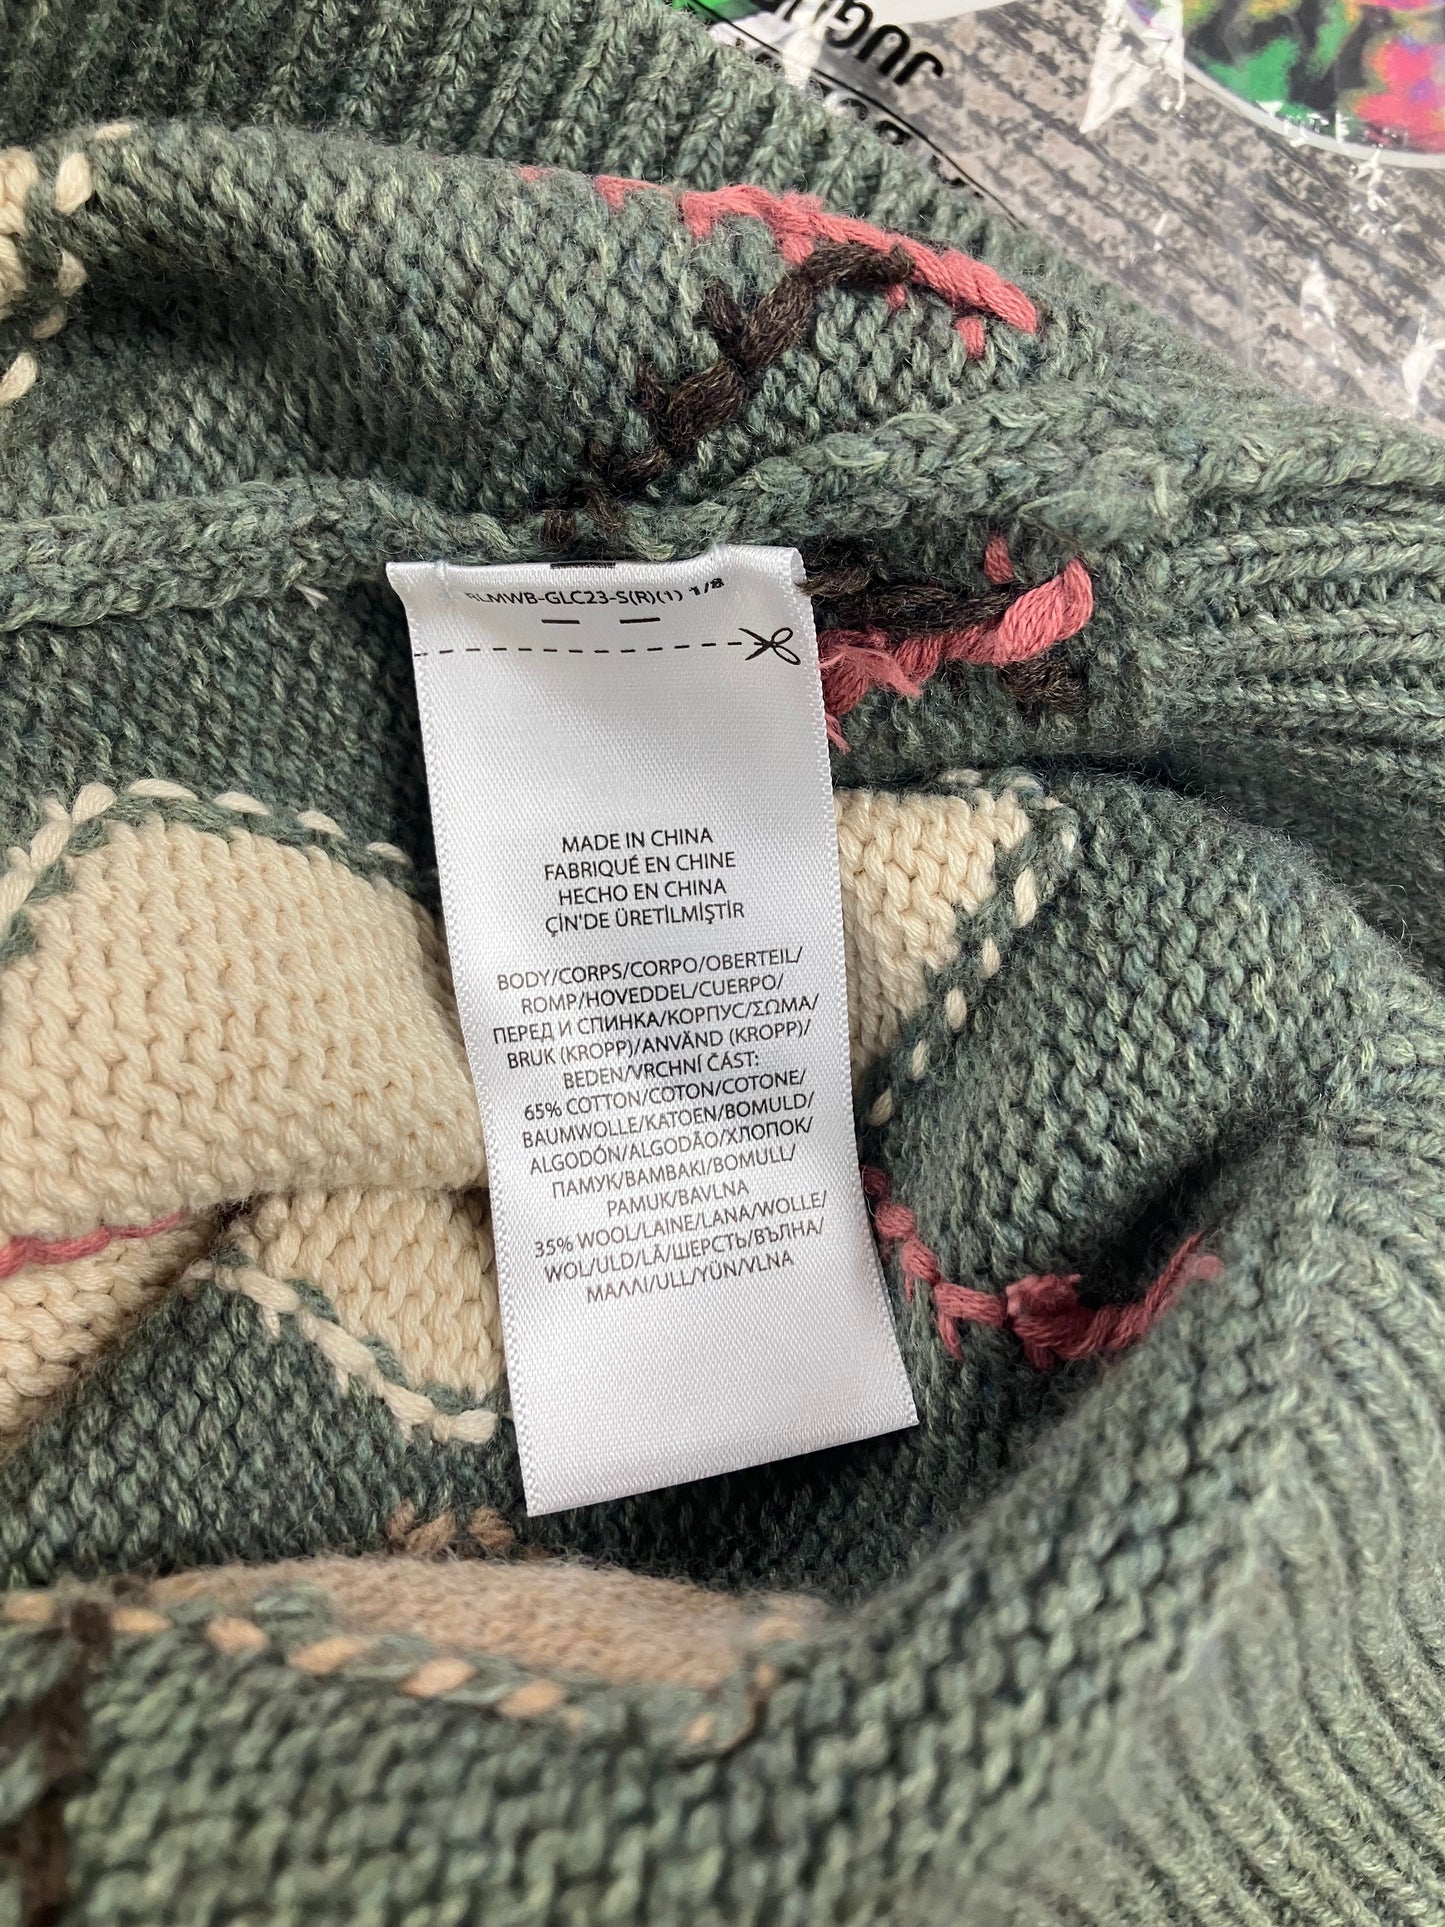 JUG
RLMWB-GLC23-S(R)(1) 1/8
MADE IN CHINA
FABRIQUÉ EN CHINE
HECHO EN CHINA
ÇİN'DE ÜRETİLMİŞTİR
BODY/CORPS/CORPO/OBERTEIL/
ROMP/HOVEDDEL/CUERPO/
ПЕРЕД И СПИНКА/КОРПУС/ΣΩΜΑ/
BRUK (KROPP)/ANVÄND (KROPP)/
BEDEN/VRCHNÍ ČÁST:
65% COTTON/COTON/COTONE/
BAUMWOLLE/KATOEN/BOMULD/
ALGODÓN/ALGODÃO/ХЛОПОК/
ПАМУК/ΒΑΜΒΑΚΙ/BOMULL/
PAMUK/BAVLNA
35% WOOL/LAINE/LANA/WOLLE/
WOL/ULD/LÃ/ШЕРСТЬ/ВЪЛНА/
ΜΑΛΛΙ/ULL/YÜN/VLNA